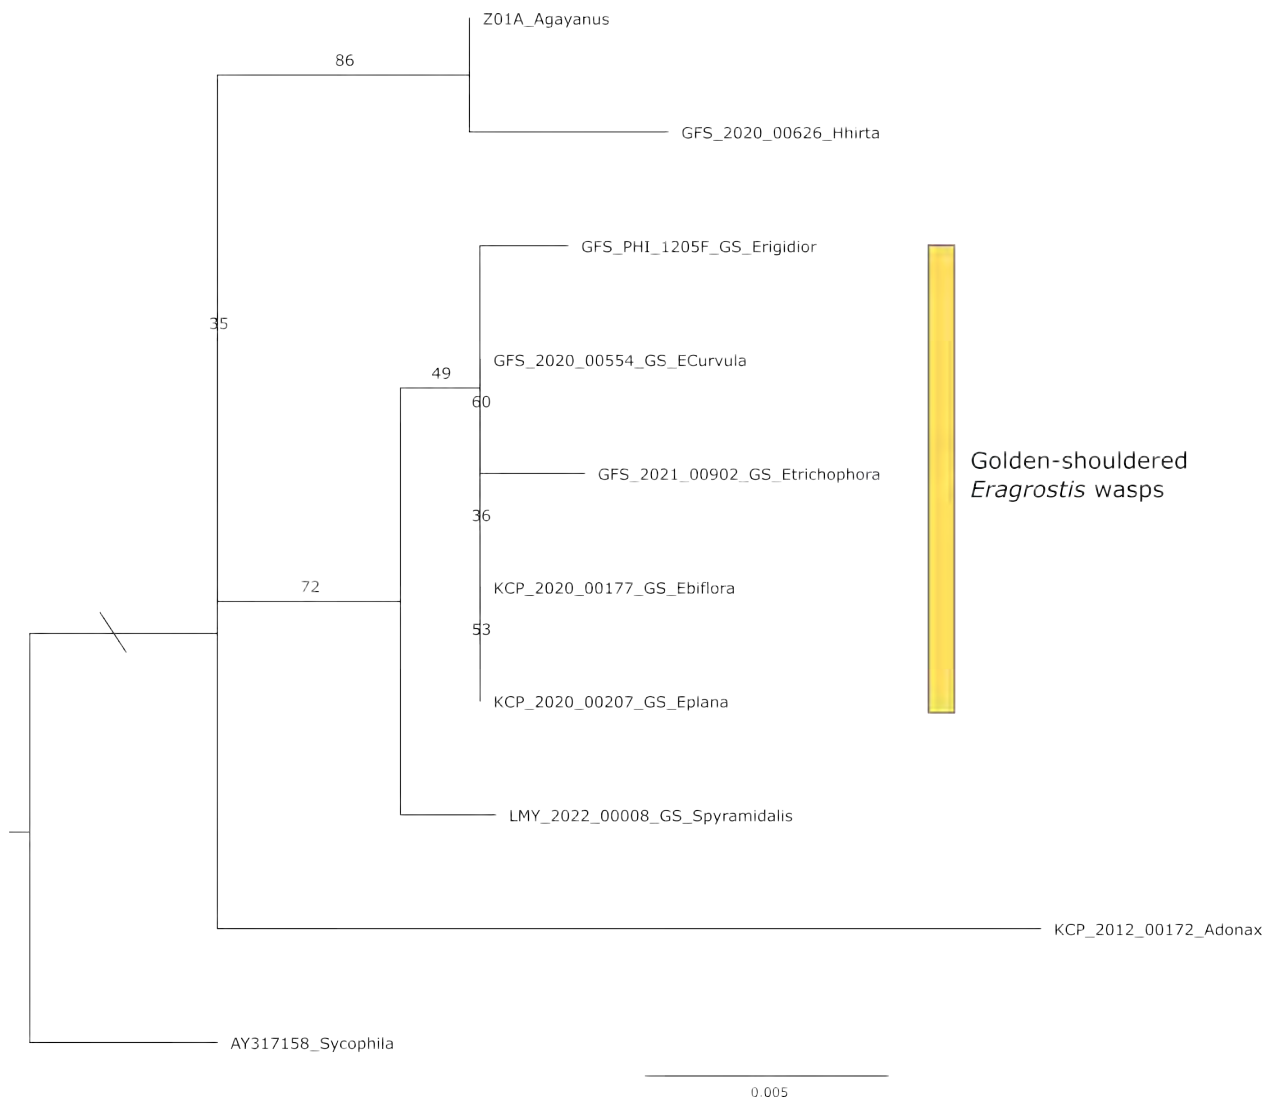 Z01A_Agayanus
86
GFS_2020_00626_Hhirta
GFS_PHI_1205F_GS_Erigidior
35
GFS_2020_00554_GS_ECurvula
49
60
Golden-shouldered
Eragrostis wasps
GFS_2021_00902_GS_Etrichophora
36
KCP_2020_00177_GS_Ebiflora
72
53
KCP_2020_00207_GS_Eplana
LMY_2022_00008_GS_Spyramidalis
KCP_2012_00172_Adonax
AY317158_Sycophila
0.005